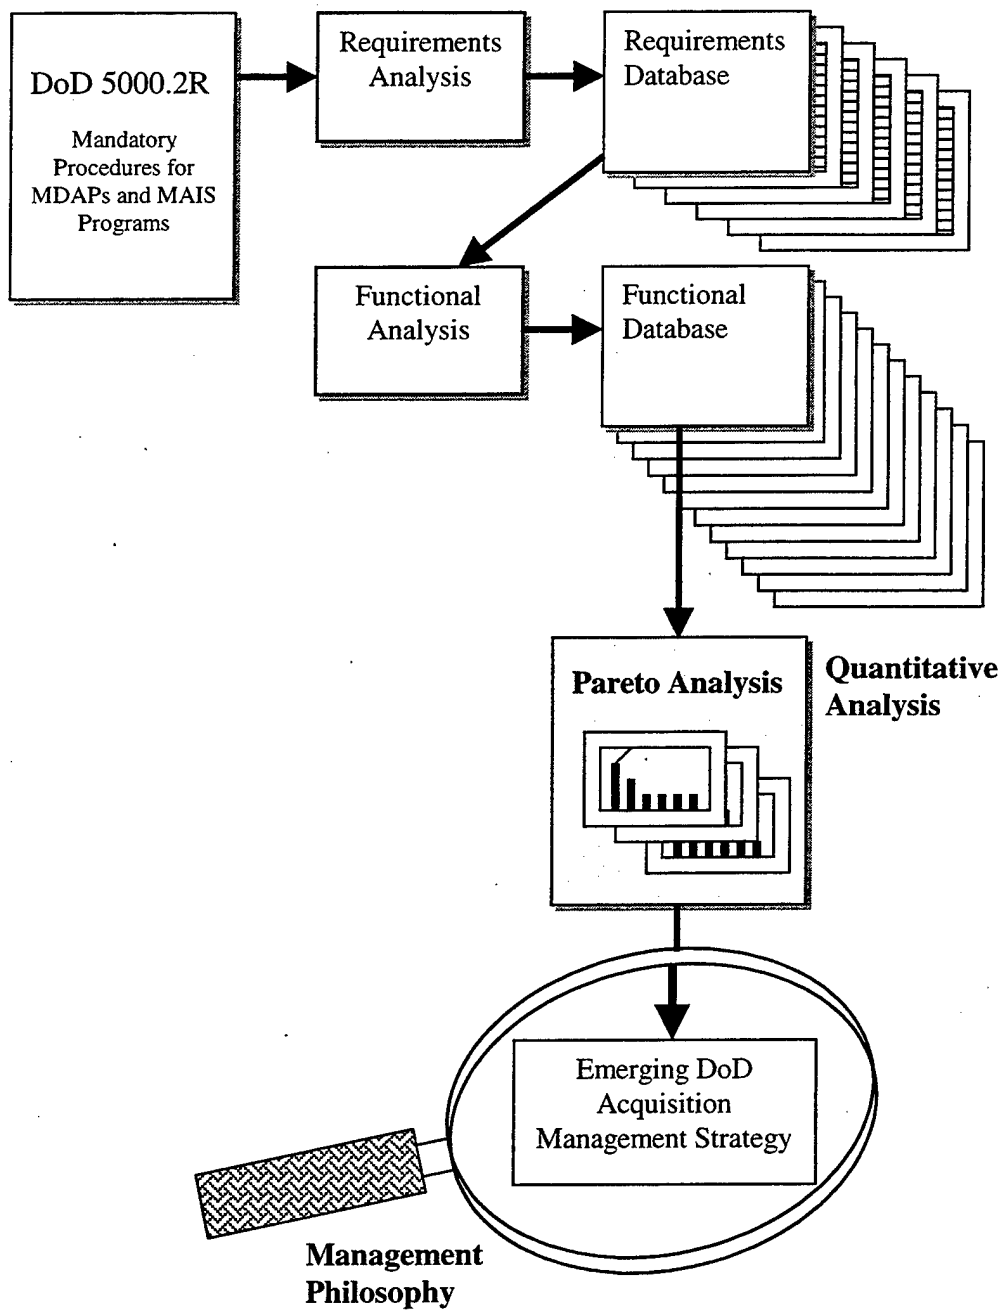 DoD 5000.2R
Mandatory
Procedures for
MDAPs and MAIS
Programs
Requirements
Analysis
Requirements
Database
Functional
Analysis
Functional
Database
Pareto Analysis
Quantitative
Analysis
Emerging DoD
Acquisition
Management Strategy
Management
Philosophy